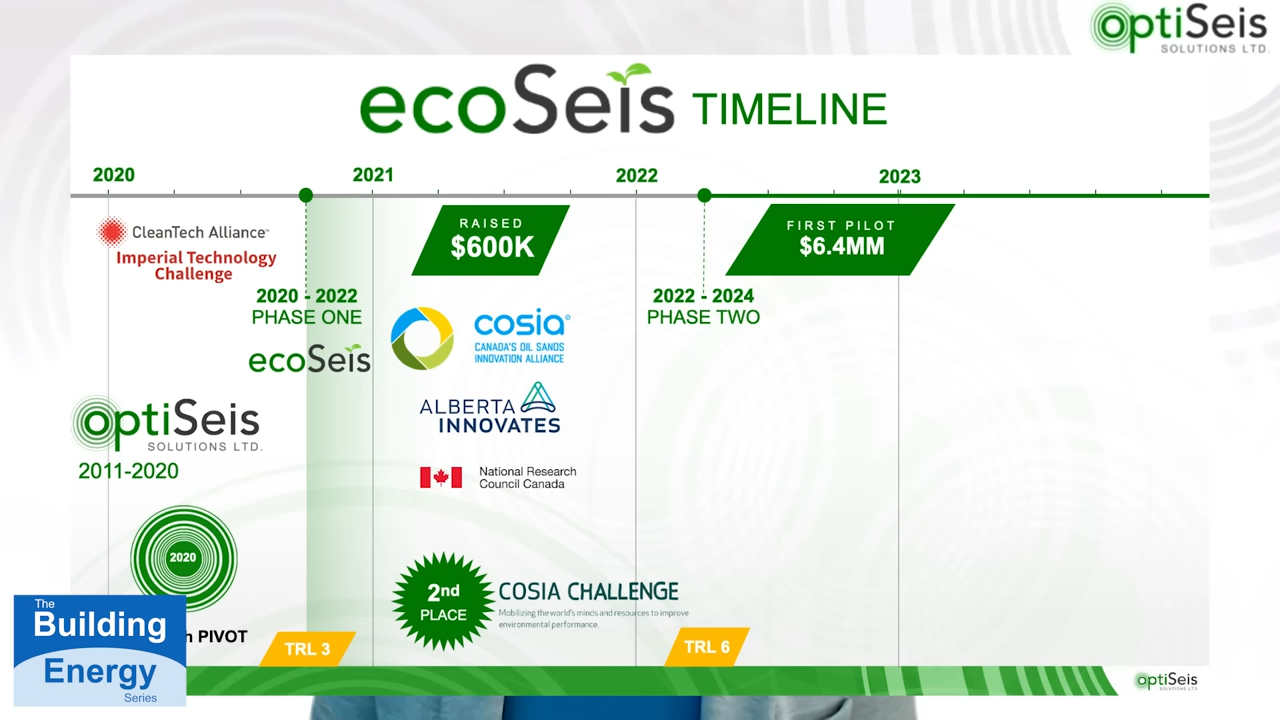 optiSeis
SOLUTIONS LTD.
ecoSeis TIMELINE
2020
2021
2022
2023
CleanTech Alliance
Imperial Technology
Challenge
RAISED
$600K
FIRST PILOT
$6.4MM
2020 - 2022
PHASE ONE
ecoSeis
2022 - 2024
PHASE TWO
cosia®
CANADA'S OIL SANDS
INNOVATION ALLIANCE
optiSeis
SOLUTIONS LTD.
2011-2020
ALBERTA
INNOVATES
National Research
Council Canada
2020
PIVOT
2nd
PLACE
COSIA CHALLENGE
Mobilizing the world's minds and resources to improve
environmental performance.
TRL 3
TRL 6
The
Building
Energy
Series
optiSeis
SOLUTIONS LTD